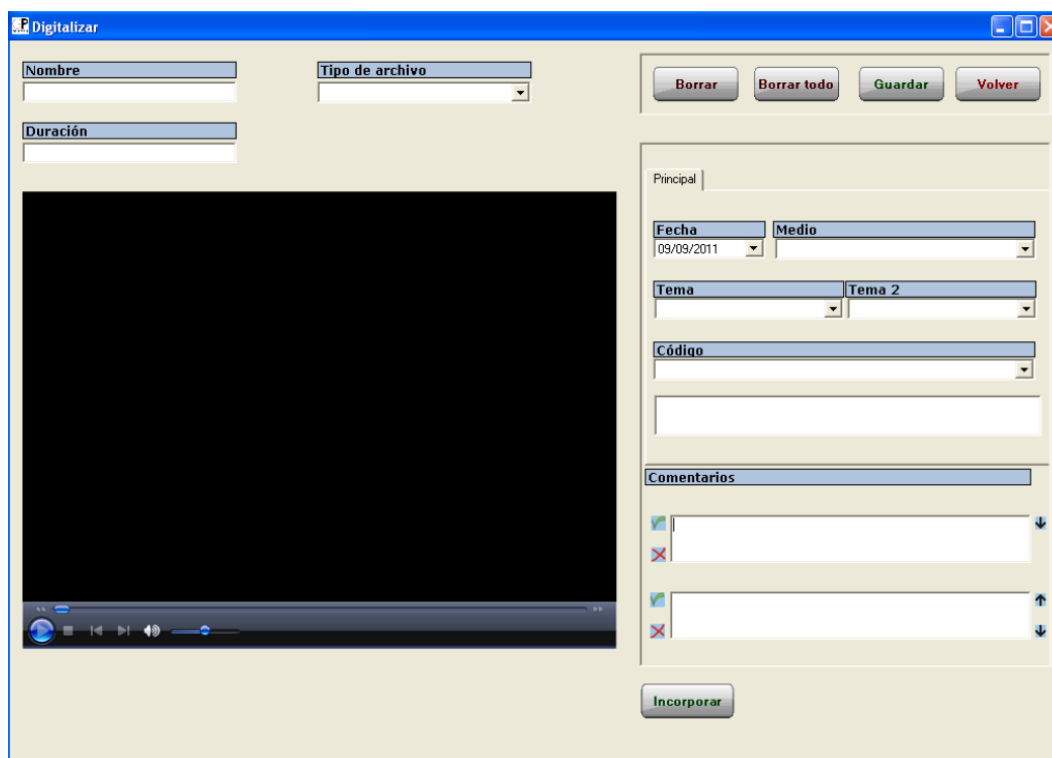 Digitalizar
Nombre
Tipo de archivo
Duración
Borrar
Borrar todo
Guardar
Volver
Principal
Fecha
Medio
09/09/2011
Tema
Tema 2
Código
Comentarios
Incorporar